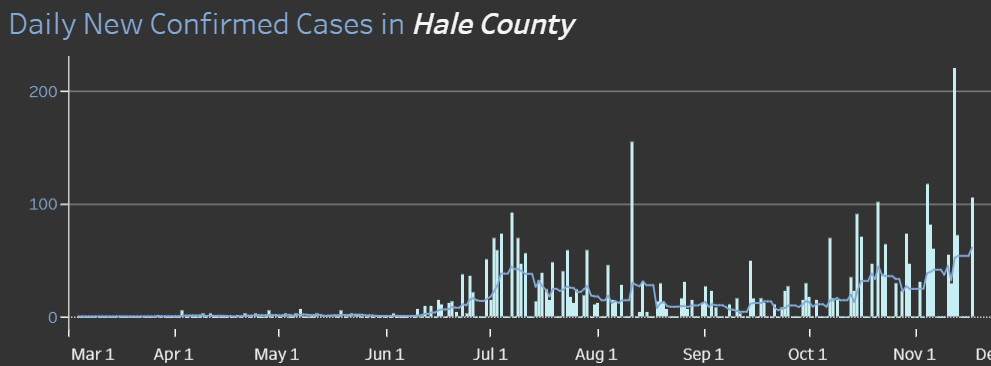 Daily New Confirmed Cases in Hale County
200
100
0
Mar 1 Apr 1 May 1 Jun 1 Jul 1 Aug 1 Sep 1 Oct 1 Nov 1 De